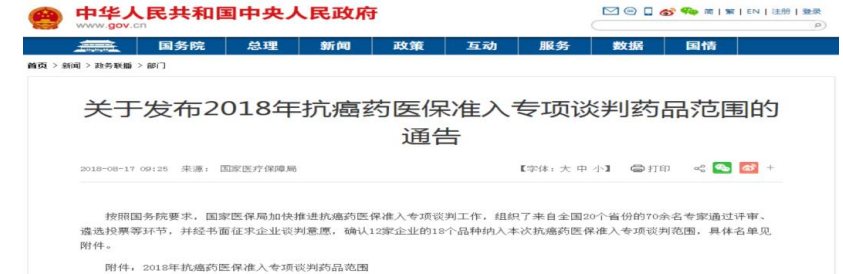 中华人民共和国中央人民政府
www.gov.cn
简 | 繁 | EN | 注册 | 登录
国务院 总理 新闻 政策 互动 服务 数据 国情
首页 > 新闻 > 政务联播 > 部门
关于发布2018年抗癌药医保准入专项谈判药品范围的
通告
2018-08-17 09:25 来源： 国家医疗保障局 【字体：大 中 小】 打印
按照国务院要求，国家医保局加快推进抗癌药医保准入专项谈判工作，组织了来自全国20个省份的70余名专家通过评审、
遴选投票等环节，并经书面征求企业谈判意愿，确认12家企业的18个品种纳入本次抗癌药医保准入专项谈判范围，具体名单见
附件。
附件：2018年抗癌药医保准入专项谈判药品范围